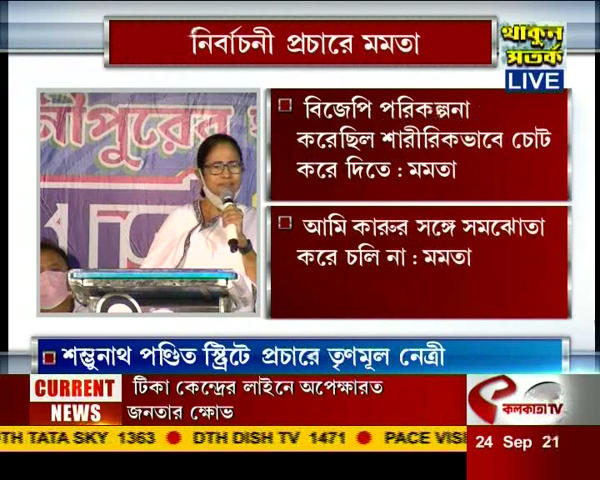 নির্বাচনী প্রচারে মমতা
থাকুন
সতর্ক
LIVE
নীপুরের
বিজেপি পরিকল্পনা
করেছিল শারীরিকভাবে চোট
করে দিতে : মমতা
আমি কারুর সঙ্গে সমঝোতা
করে চলি না : মমতা
শম্ভুনাথ পণ্ডিত স্ট্রিটে প্রচারে তৃণমূল নেত্রী
CURRENT
NEWS
টিকা কেন্দ্রের লাইনে অপেক্ষারত
জনতার ক্ষোভ
কলকাতা TV
DTH TATA SKY 1363 DTH DISH TV 1471 PACE VISI
24 Sep 21